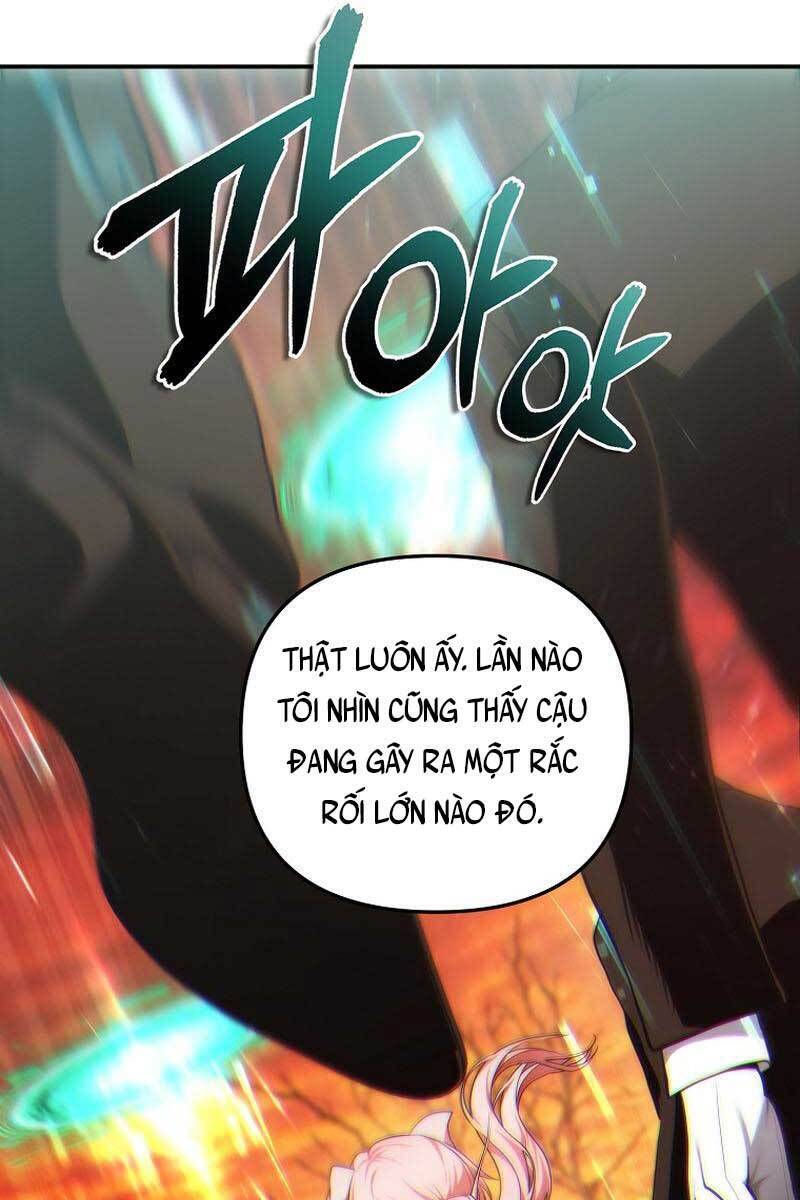 파아앗
THẬT LUÔN ẤY. LẦN NÀO
TÔI NHÌN CŨNG THẤY CẬU
ĐANG GÂY RA MỘT RẮC
RỐI LỚN NÀO ĐÓ.